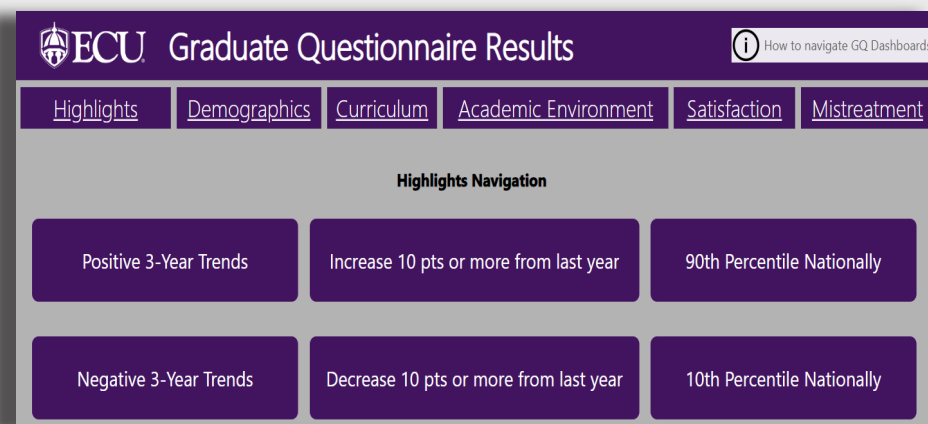 ECU Graduate Questionnaire Results
i How to navigate GQ Dashboards
Highlights Demographics Curriculum Academic Environment Satisfaction Mistreatment
Highlights Navigation
Positive 3-Year Trends Increase 10 pts or more from last year 90th Percentile Nationally
Negative 3-Year Trends Decrease 10 pts or more from last year 10th Percentile Nationally